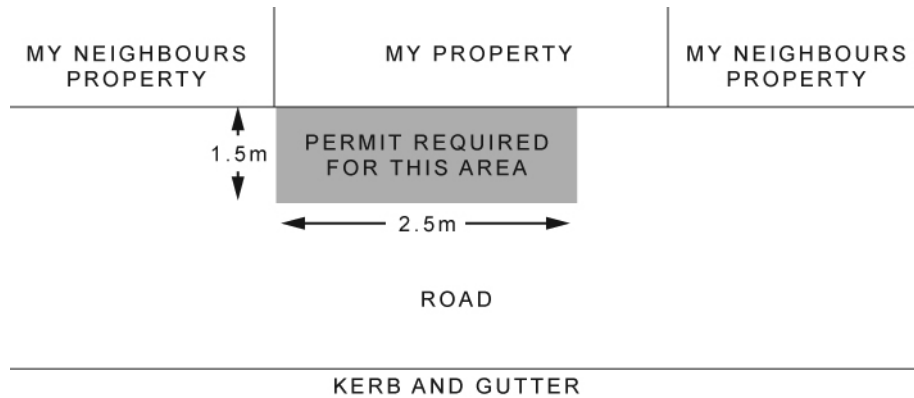 MY NEIGHBOURS
PROPERTY
MY PROPERTY
MY NEIGHBOURS
PROPERTY
1.5m
PERMIT REQUIRED
FOR THIS AREA
2.5m
ROAD
KERB AND GUTTER